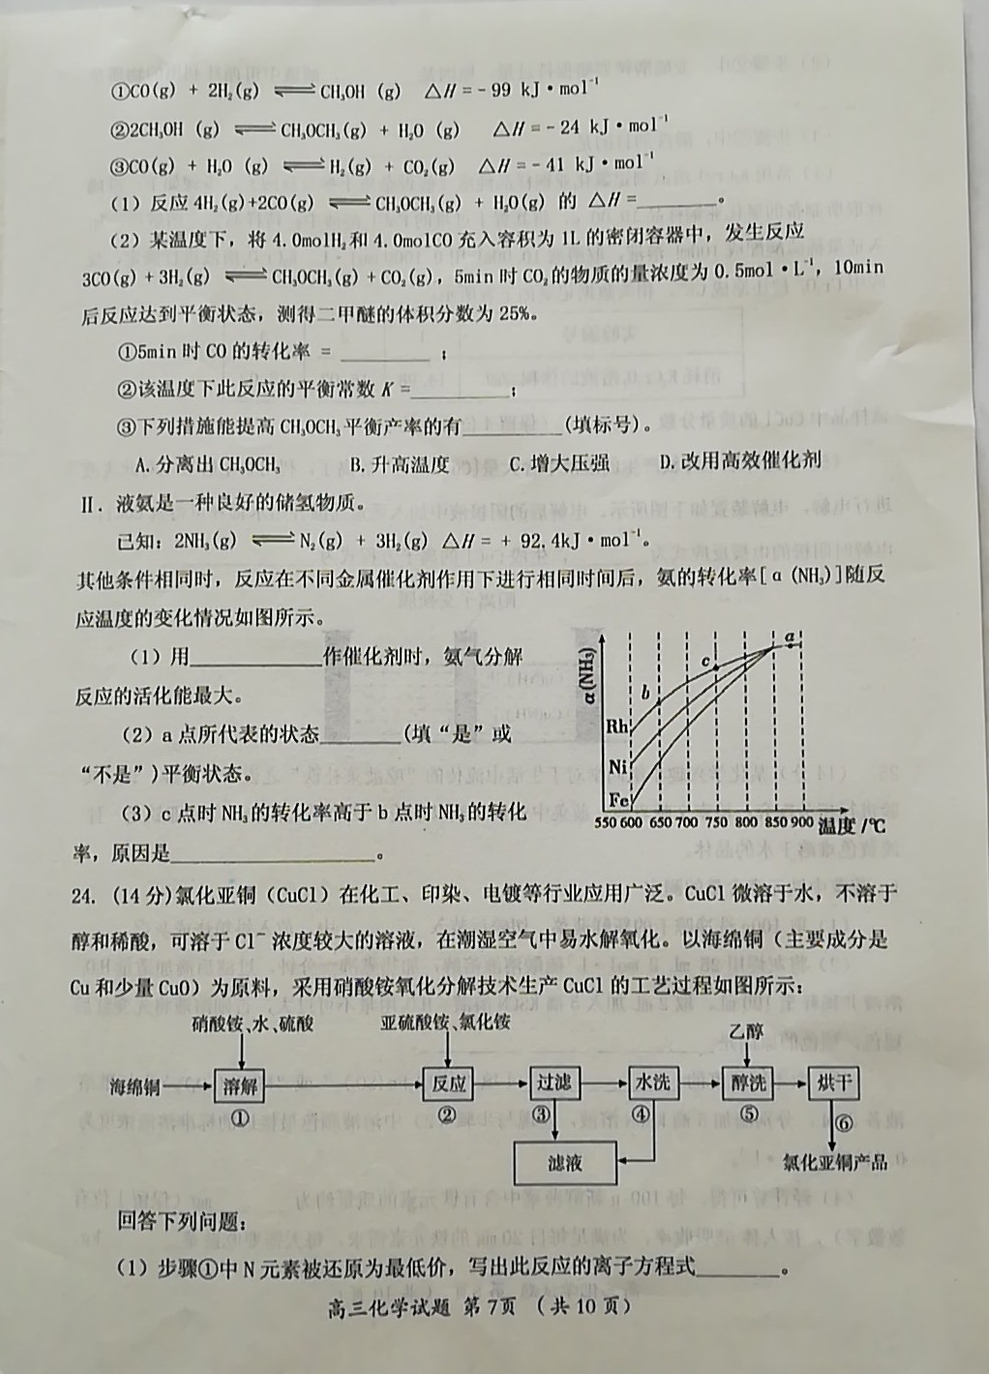 ①CO(g) + 2H₂(g) ⇌ CH₃OH (g) △H = - 99 kJ·mol⁻¹
②2CH₃OH (g) ⇌ CH₃OCH₃(g) + H₂O (g) △H = - 24 kJ·mol⁻¹
③CO(g) + H₂O (g) ⇌ H₂(g) + CO₂(g) △H = - 41 kJ·mol⁻¹
(1) 反应 4H₂(g)+2CO(g) ⇌ CH₃OCH₃(g) + H₂O(g) 的 △H =________。
(2) 某温度下，将 4.0molH₂和 4.0molCO 充入容积为 1L 的密闭容器中，发生反应
3CO(g) + 3H₂(g) ⇌ CH₃OCH₃(g) + CO₂(g)，5min 时 CO₂的物质的量浓度为 0.5mol·L⁻¹，10min
后反应达到平衡状态，测得二甲醚的体积分数为 25%。
①5min 时 CO 的转化率 = ________ ；
②该温度下此反应的平衡常数 K =________；
③下列措施能提高 CH₃OCH₃平衡产率的有________(填标号)。
A.分离出 CH₃OCH₃ B.升高温度 C.增大压强 D.改用高效催化剂
Ⅱ．液氨是一种良好的储氢物质。
已知：2NH₃(g) ⇌ N₂(g) + 3H₂(g) △H = + 92.4kJ·mol⁻¹。
其他条件相同时，反应在不同金属催化剂作用下进行相同时间后，氨的转化率[α(NH₃)]随反
应温度的变化情况如图所示。
(1) 用________作催化剂时，氨气分解
反应的活化能最大。
(2) a 点所代表的状态________(填“是”或
“不是”)平衡状态。
(3) c 点时 NH₃的转化率高于 b 点时 NH₃的转化
率，原因是________。
α(NH₃)
a
c
b
Rh
Ni
Fe
550 600 650 700 750 800 850 900 温度/℃
24. (14 分)氯化亚铜（CuCl）在化工、印染、电镀等行业应用广泛。CuCl 微溶于水，不溶于
醇和稀酸，可溶于 Cl⁻ 浓度较大的溶液，在潮湿空气中易水解氧化。以海绵铜（主要成分是
Cu 和少量 CuO）为原料，采用硝酸铵氧化分解技术生产 CuCl 的工艺过程如图所示：
硝酸铵、水、硫酸 亚硫酸铵、氯化铵 乙醇
海绵铜 溶解 反应 过滤 水洗 醇洗 烘干
① ② ③ ④ ⑤ ⑥
滤液 氯化亚铜产品
回答下列问题：
(1) 步骤①中 N 元素被还原为最低价，写出此反应的离子方程式________。
高三化学试题 第 7页 （共 10 页）